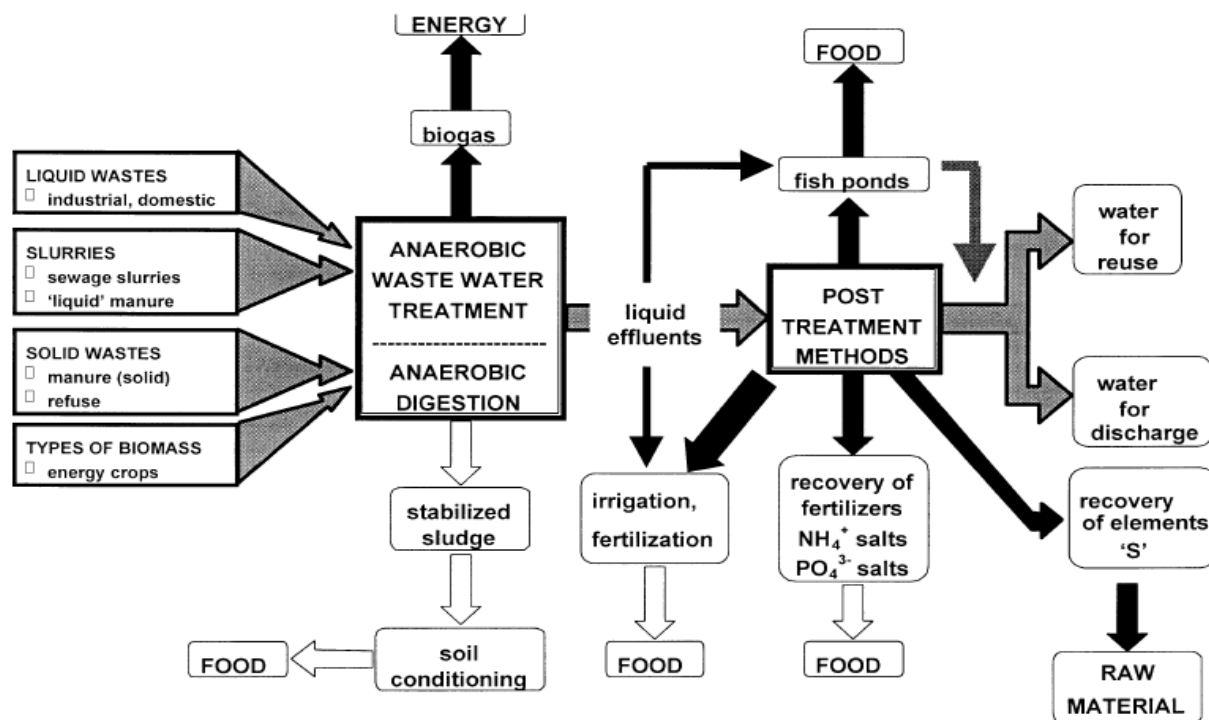 ENERGY
biogas
FOOD
fish ponds
LIQUID WASTES
industrial, domestic
SLURRIES
sewage slurries
‘liquid’ manure
SOLID WASTES
manure (solid)
refuse
TYPES OF BIOMASS
energy crops
ANAEROBIC
WASTE WATER
TREATMENT
ANAEROBIC
DIGESTION
liquid
effluents
POST
TREATMENT
METHODS
water
for
reuse
water
for
discharge
stabilized
sludge
soil
conditioning
FOOD
irrigation,
fertilization
FOOD
recovery of
fertilizers
NH₄⁺ salts
PO₄³⁻ salts
FOOD
recovery
of elements
‘S’
RAW
MATERIAL